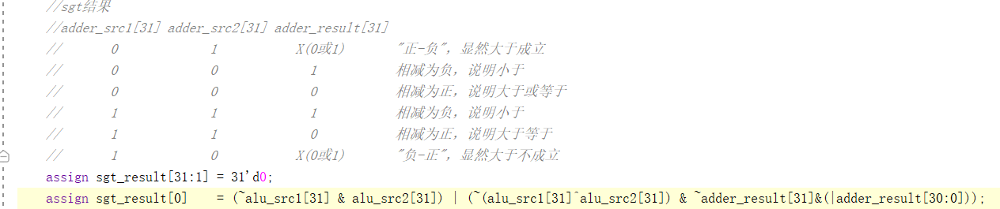 //sgt结果
//adder_src1[31] adder_src2[31] adder_result[31]
// 0 1 X(0或1) "正-负", 显然大于成立
// 0 0 1 相减为负, 说明小于
// 0 0 0 相减为正, 说明大于或等于
// 1 1 1 相减为负, 说明小于
// 1 1 0 相减为正, 说明大于等于
// 1 0 X(0或1) "负-正", 显然大于不成立
assign sgt_result[31:1] = 31'd0;
assign sgt_result[0] = (~alu_src1[31] & alu_src2[31]) | (~(alu_src1[31]^alu_src2[31]) & ~adder_result[31]&(|adder_result[30:0]));